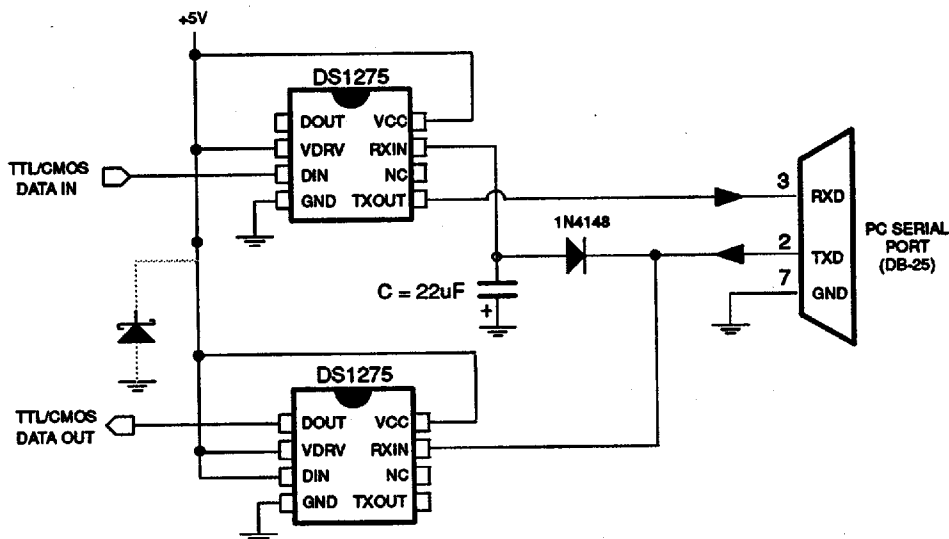 +5V
DS1275
DOUT VCC
VDRV RXIN
DIN NC
GND TXOUT
TTL/CMOS
DATA IN
3
RXD
1N4148
2
TXD
7
GND
PC SERIAL
PORT
(DB-25)
C = 22uF
+
DS1275
TTL/CMOS
DATA OUT
DOUT VCC
VDRV RXIN
DIN NC
GND TXOUT